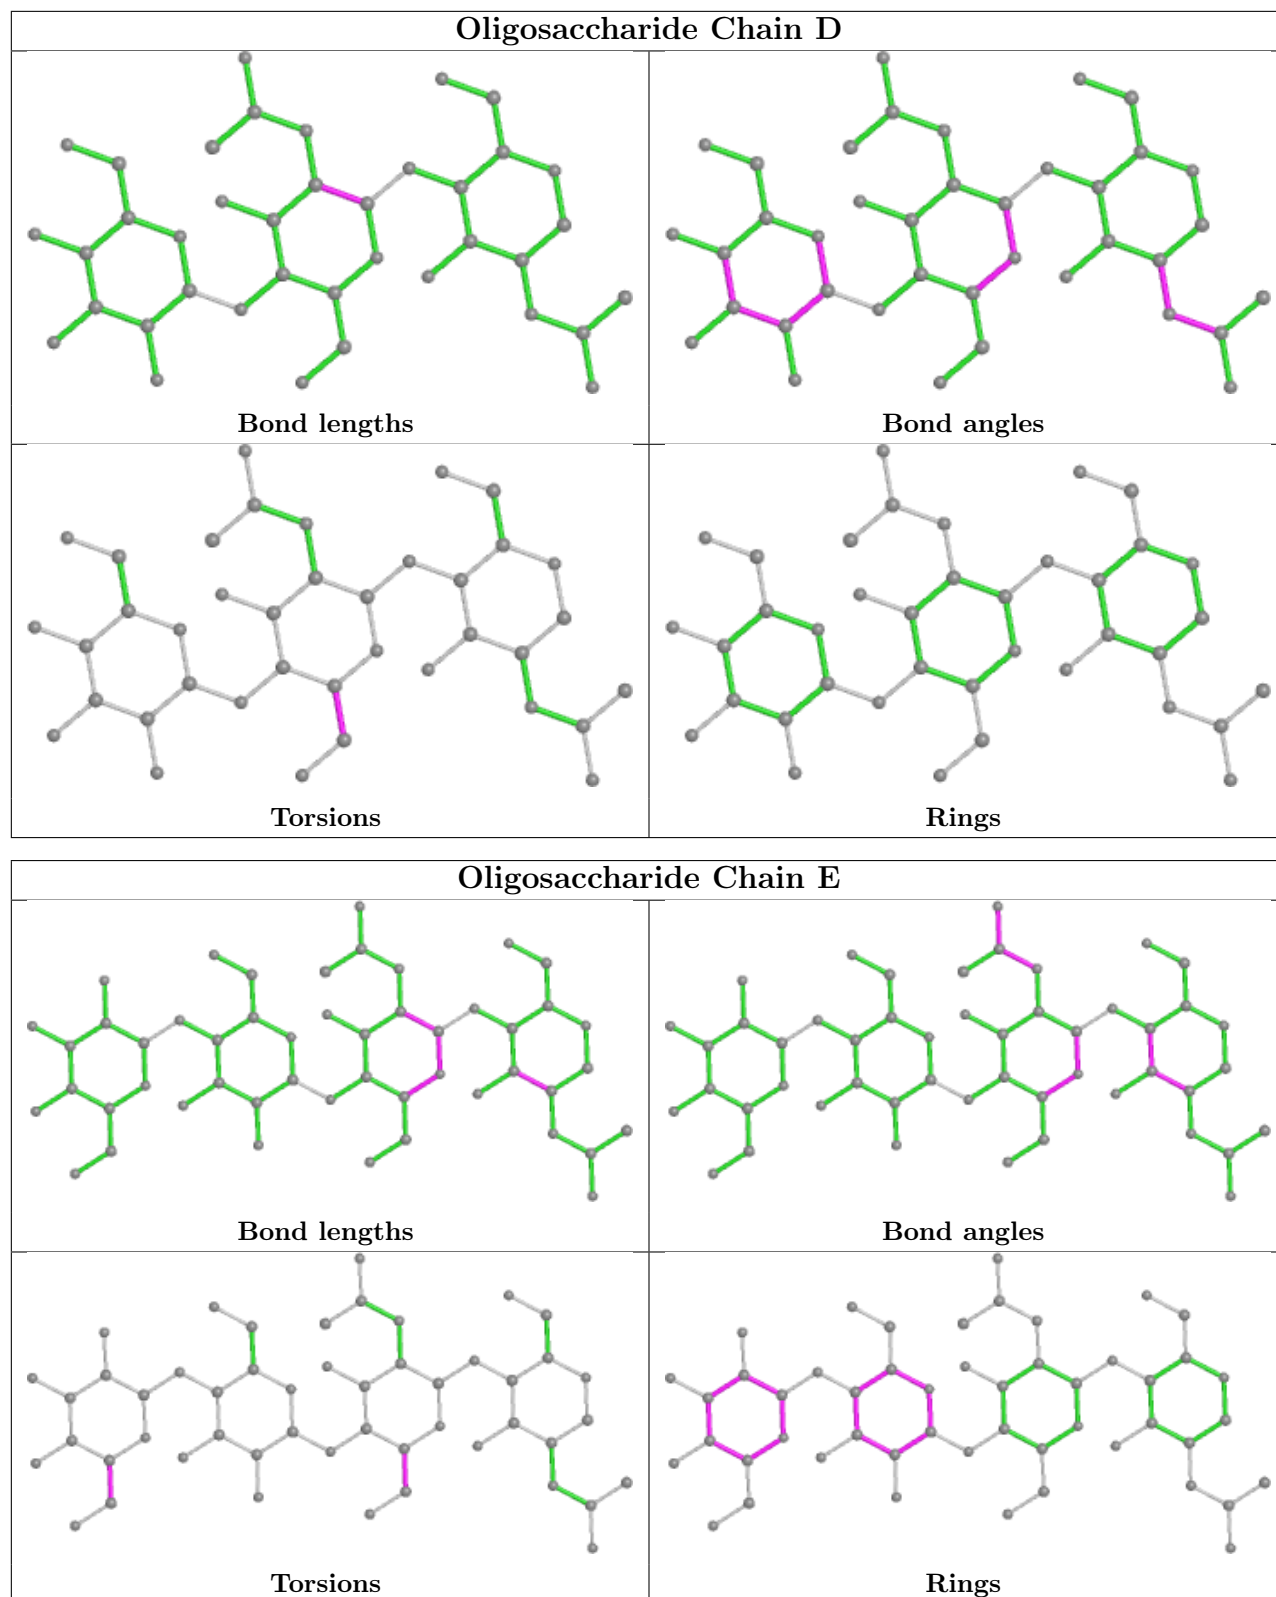 Oligosaccharide Chain D
Bond lengths
Bond angles
Torsions
Rings
Oligosaccharide Chain E
Bond lengths
Bond angles
Torsions
Rings